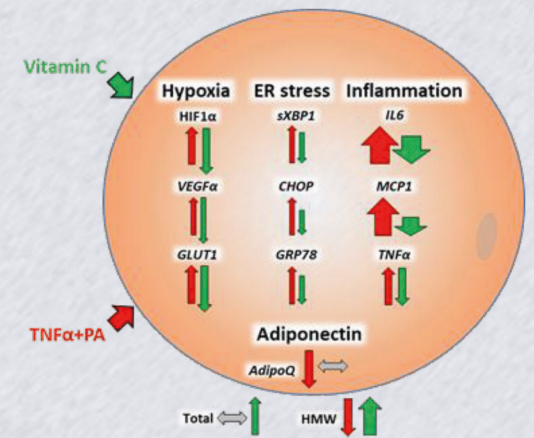 Vitamin C
Hypoxia ER stress Inflammation
HIF1α sXBP1 IL6
VEGFα CHOP MCP1
GLUT1 GRP78 TNFα
TNFα+PA
Adiponectin
AdipoQ
Total HMW